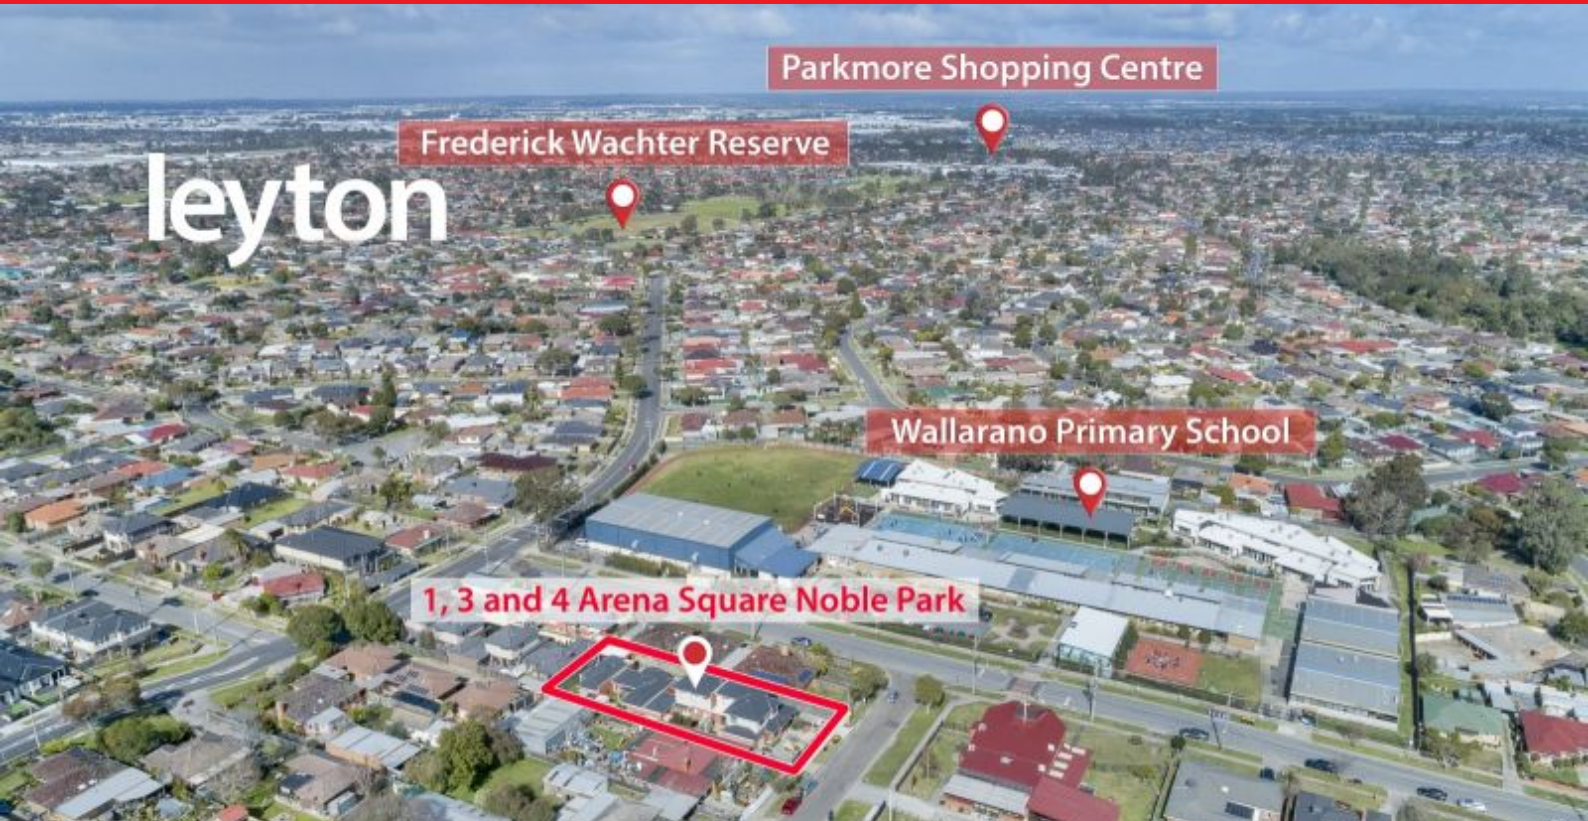 Parkmore Shopping Centre
Frederick Wachter Reserve
leyton
Wallarano Primary School
1, 3 and 4 Arena Square Noble Park